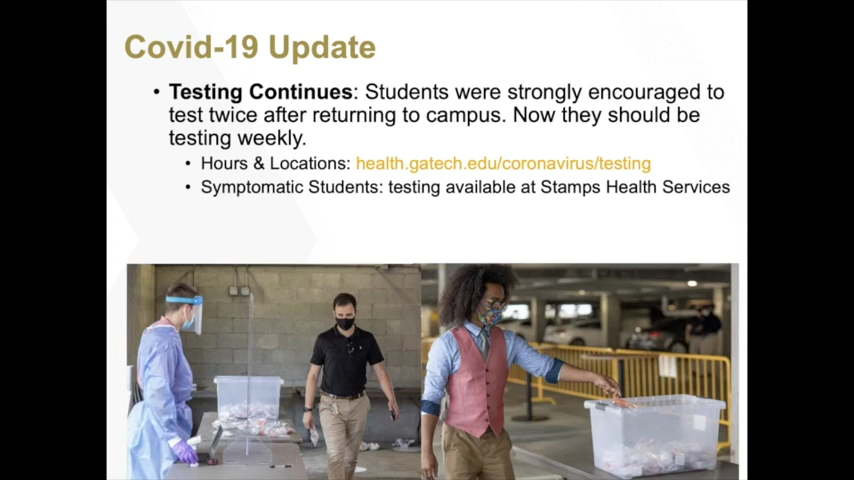 Covid-19 Update
• Testing Continues: Students were strongly encouraged to
test twice after returning to campus. Now they should be
testing weekly.
• Hours & Locations: health.gatech.edu/coronavirus/testing
• Symptomatic Students: testing available at Stamps Health Services